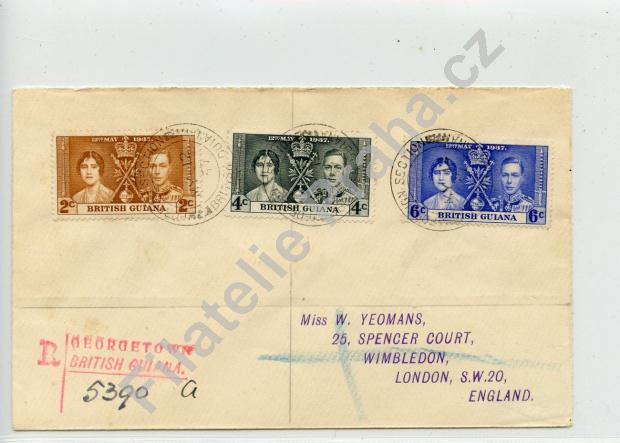 12TH MAY 1937.
2c 2c
BRITISH GUIANA
12TH MAY 1937.
4c 4c
BRITISH GUIANA
12TH MAY 1937.
6c 6c
BRITISH GUIANA
Filatelie Praha.cz
R GEORGETOWN
BRITISH GUIANA.
5390 a
Miss W. YEOMANS,
25, SPENCER COURT,
WIMBLEDON,
LONDON, S.W.20,
ENGLAND.